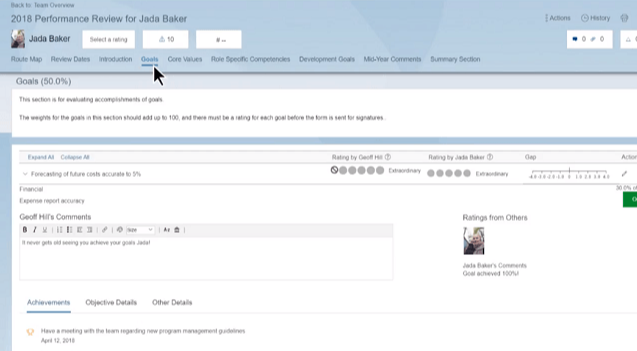 Back to: Team Overview
2018 Performance Review for Jada Baker
Actions History
Jada Baker Select a rating 10 # --
0 0
Route Map Review Dates Introduction Goals Core Values Role Specific Competencies Development Goals Mid-Year Comments Summary Section
Goals (50.0%)
This section is for evaluating accomplishments of goals
The weights for the goals in this section should add up to 100, and there must be a rating for each goal before the form is sent for signatures.
Expand All Collapse All Rating by Geoff Hill Rating by Jada Baker Gap Action
Forecasting of future costs accurate to 5% Extraordinary Extraordinary
Financial
Expense report accuracy
Geoff Hill's Comments Ratings from Others
B I U Size
It never gets old seeing you achieve your goals Jada!
Jada Baker's Comments
Goal achieved 100%!
Achievements Objective Details Other Details
Have a meeting with the team regarding new program management guidelines
April 12, 2018